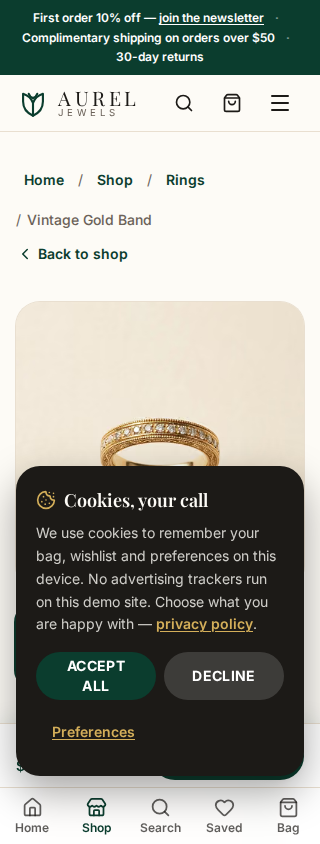 First order 10% off — join the newsletter ·
Complimentary shipping on orders over $50 ·
30-day returns
AUREL
JEWELS
Home / Shop / Rings
/ Vintage Gold Band
Back to shop
Cookies, your call
We use cookies to remember your
bag, wishlist and preferences on this
device. No advertising trackers run
on this demo site. Choose what you
are happy with — privacy policy.
ACCEPT
ALL
DECLINE
Preferences
Home
Shop
Search
Saved
Bag